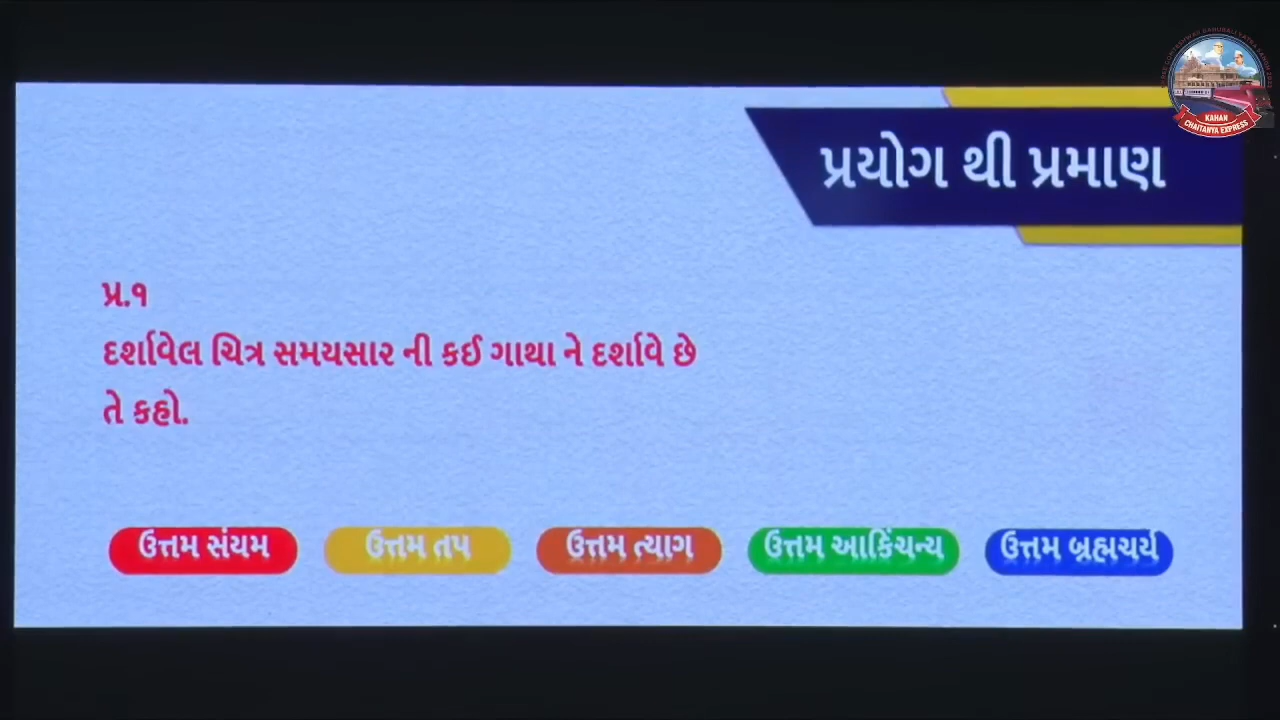 પ્રયોગ થી પ્રમાણ
પ્ર.૧
દર્શાવેલ ચિત્ર સમયસાર ની કઈ ગાથા ને દર્શાવે છે
તે કહો.
ઉત્તમ સંયમ
ઉત્તમ તપ
ઉત્તમ ત્યાગ
ઉત્તમ આકિંચન્ય
ઉત્તમ બ્રહ્મચર્ય
KAHAN
CHAITANYA EXPRESS